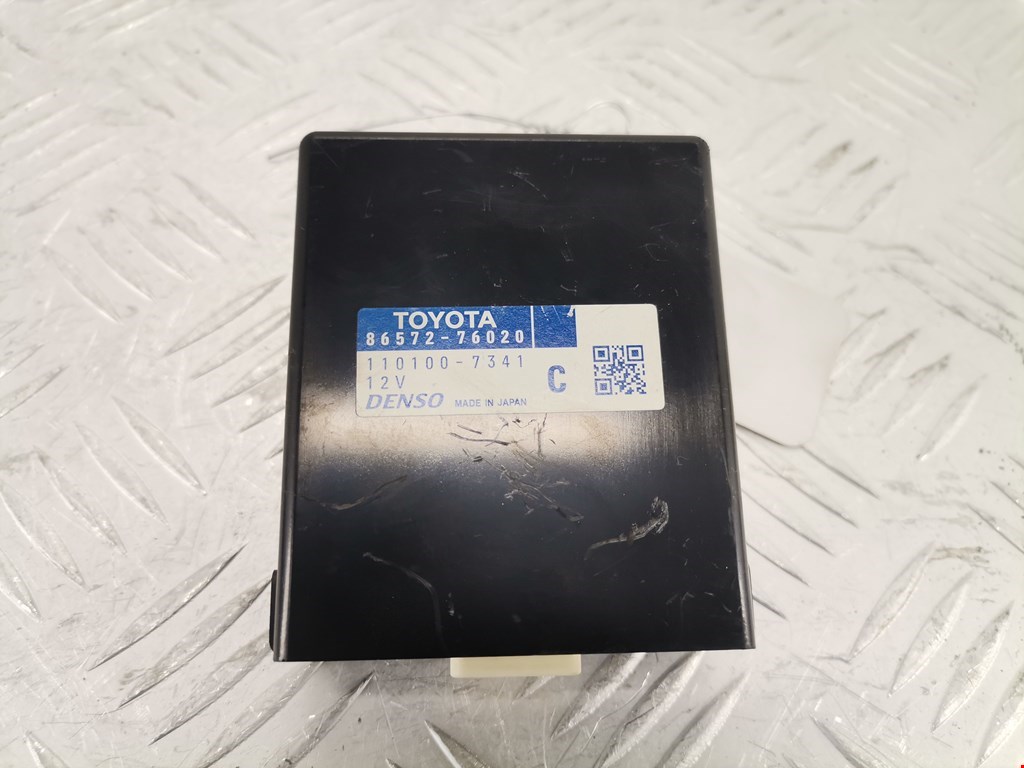 TOYOTA
86572-76020
110100-7341
12V
C
DENSO MADE IN JAPAN